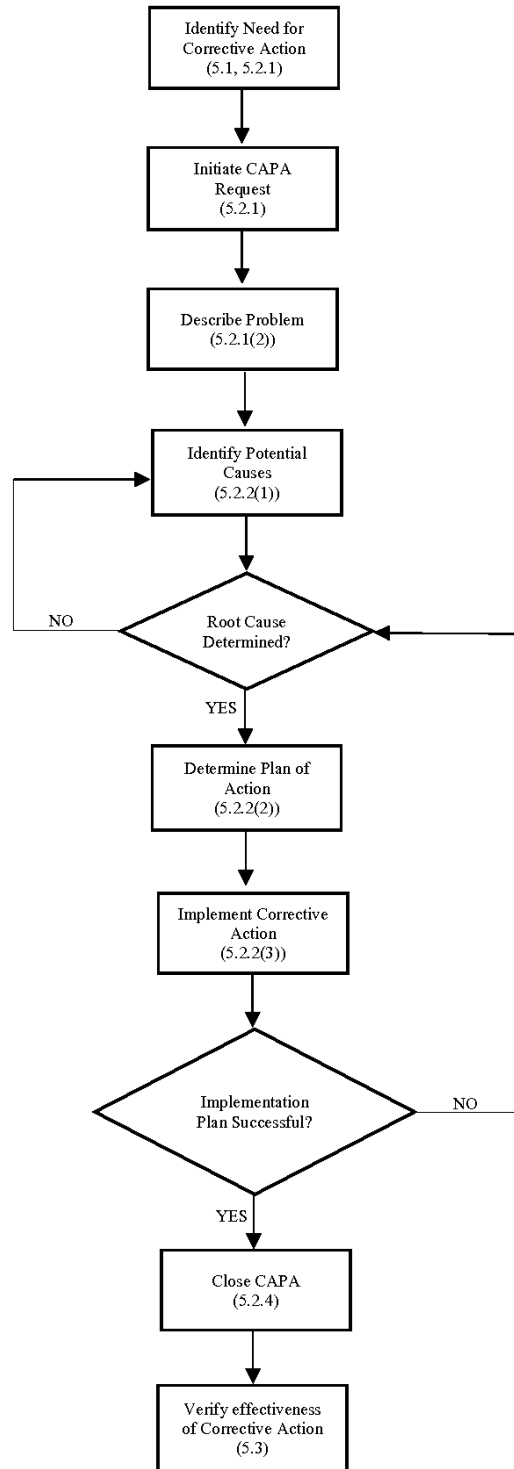 Identify Need for
Corrective Action
(5.1, 5.2.1)
Initiate CAPA
Request
(5.2.1)
Describe Problem
(5.2.1(2))
Identify Potential
Causes
(5.2.2(1))
Root Cause
Determined?
NO
YES
Determine Plan of
Action
(5.2.2(2))
Implement Corrective
Action
(5.2.2(3))
Implementation
Plan Successful?
NO
YES
Close CAPA
(5.2.4)
Verify effectiveness
of Corrective Action
(5.3)